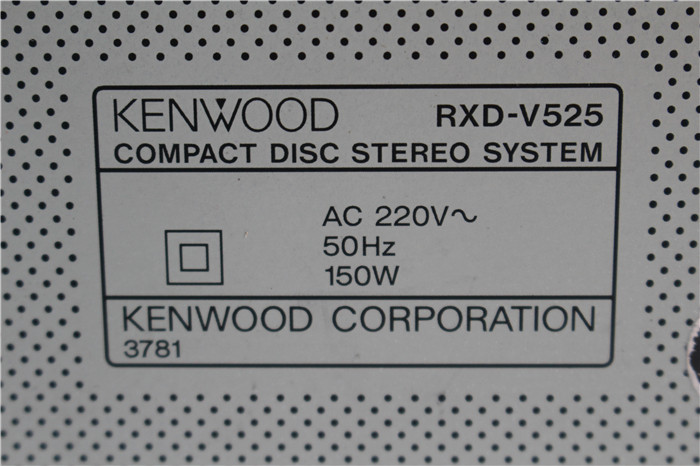 KENWOOD RXD-V525
COMPACT DISC STEREO SYSTEM
AC 220V~
50Hz
150W
KENWOOD CORPORATION
3781